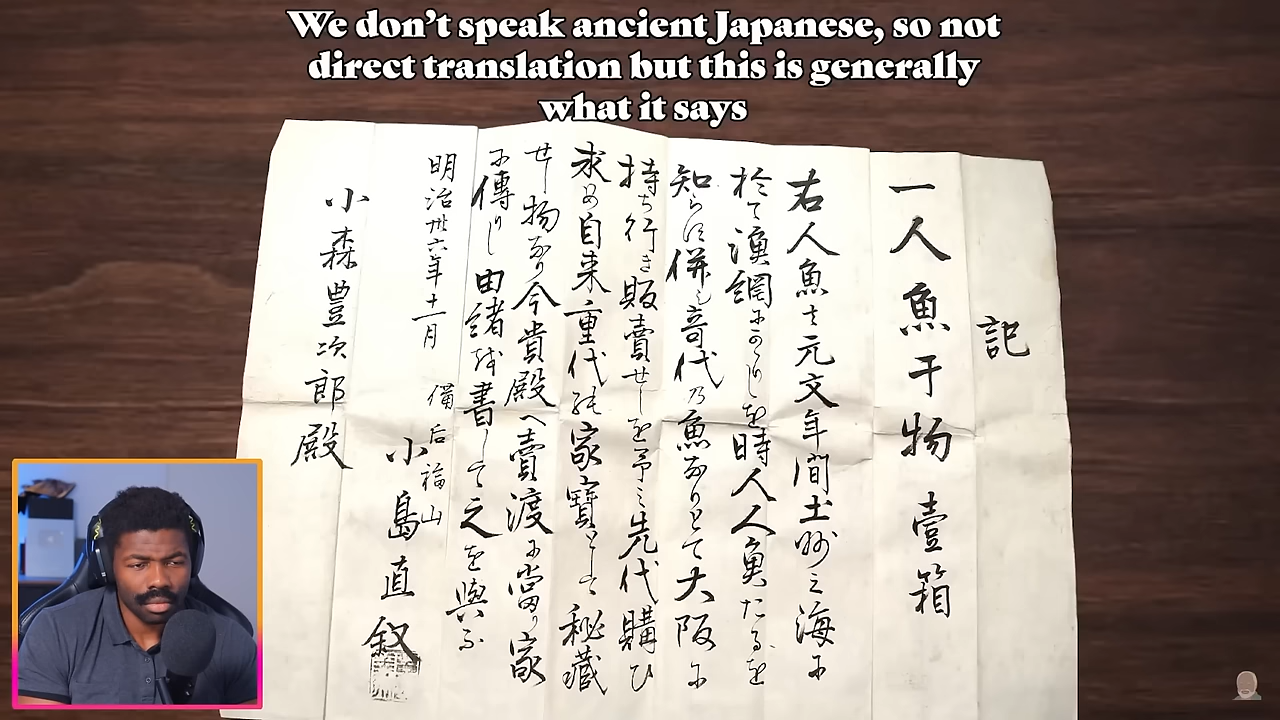 We don't speak ancient Japanese, so not
direct translation but this is generally
what it says
記
一人魚干物 壹箱
右人魚ハ元文年間土州之海ニ
於て漁網ニかゝりしを時人人魚たるを
知らす併し奇代乃魚なりとて大阪ニ
持ち行き販賣せしを予之先代購ひ
求め自来重代の家寶として秘藏
せし物なり今貴殿へ賣渡ニ當り家
ニ傳りし由緒を書して之を與ふ
明治卅六年十一月
備后福山
小島直叙
小森豊次郎殿